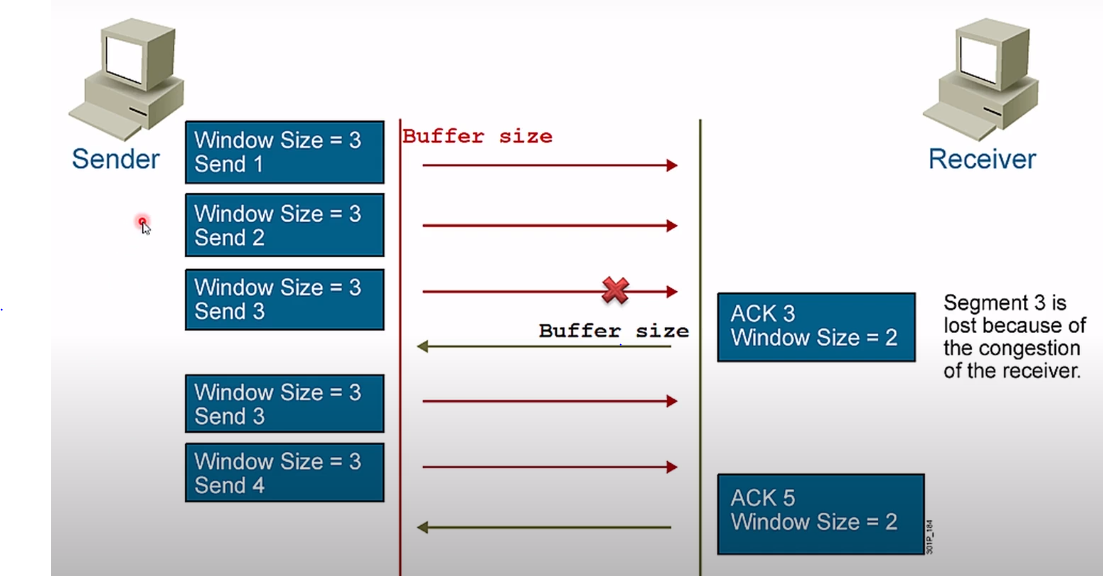 Sender
Receiver
Window Size = 3
Send 1
Buffer size
Window Size = 3
Send 2
Window Size = 3
Send 3
Buffer size
ACK 3
Window Size = 2
Segment 3 is
lost because of
the congestion
of the receiver.
Window Size = 3
Send 3
Window Size = 3
Send 4
ACK 5
Window Size = 2
301P_184